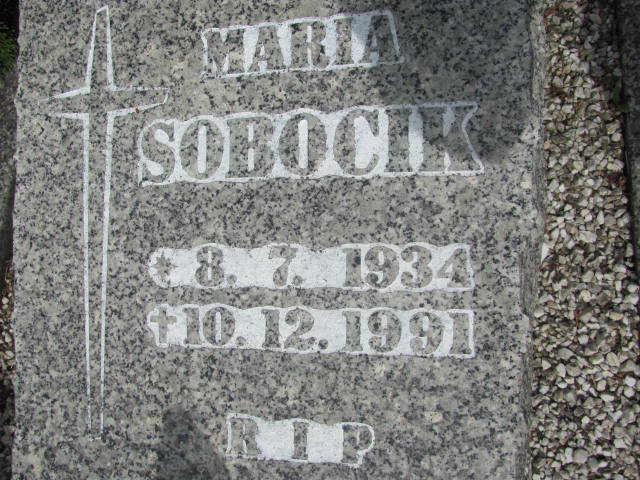 MARIA
SOBOCIK
* 8. 7. 1934
†10. 12. 1991
R I P